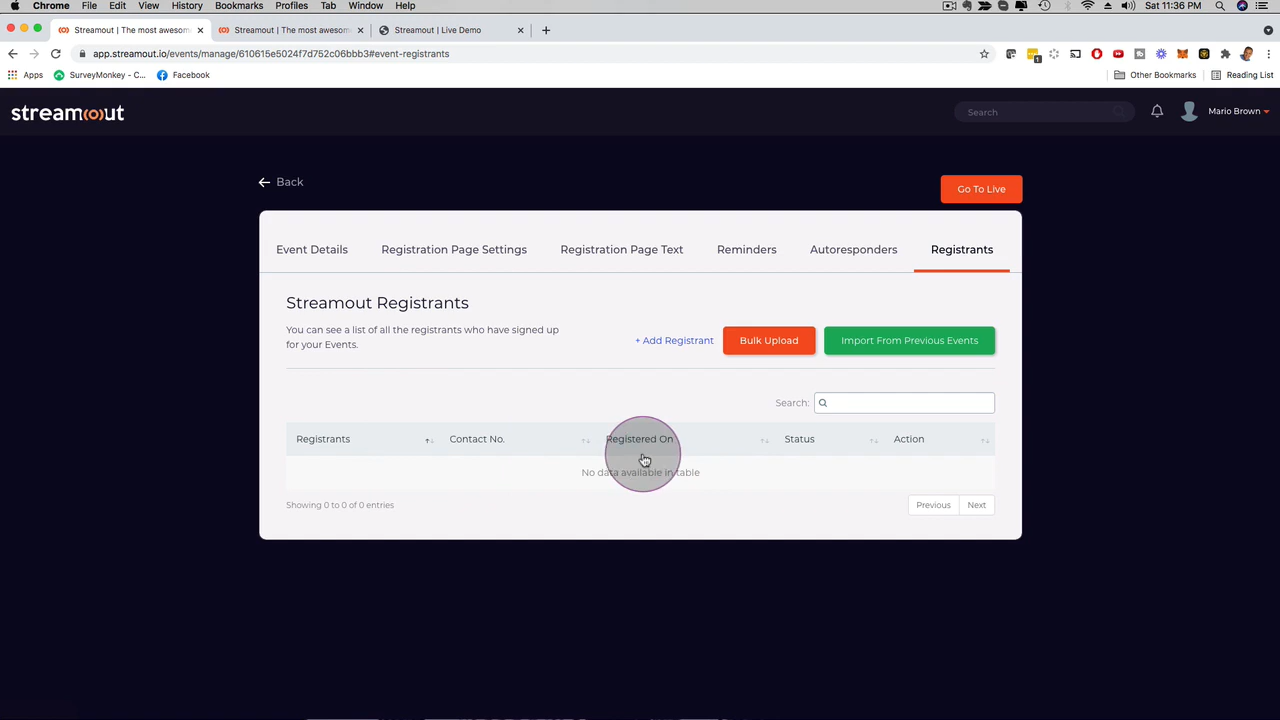 Chrome File Edit View History Bookmarks Profiles Tab Window Help Sat 11:36 PM
Streamout | The most awesom Streamout | The most awesom Streamout | Live Demo
app.streamout.io/events/manage/610615e5024f7d752c06bbb3#event-registrants
Apps SurveyMonkey - C... Facebook Other Bookmarks Reading List
streamout Search Mario Brown
Back
Go To Live
Event Details Registration Page Settings Registration Page Text Reminders Autoresponders Registrants
Streamout Registrants
You can see a list of all the registrants who have signed up
for your Events.
+ Add Registrant Bulk Upload Import From Previous Events
Search:
Registrants Contact No. Registered On Status Action
No data available in table
Showing 0 to 0 of 0 entries Previous Next